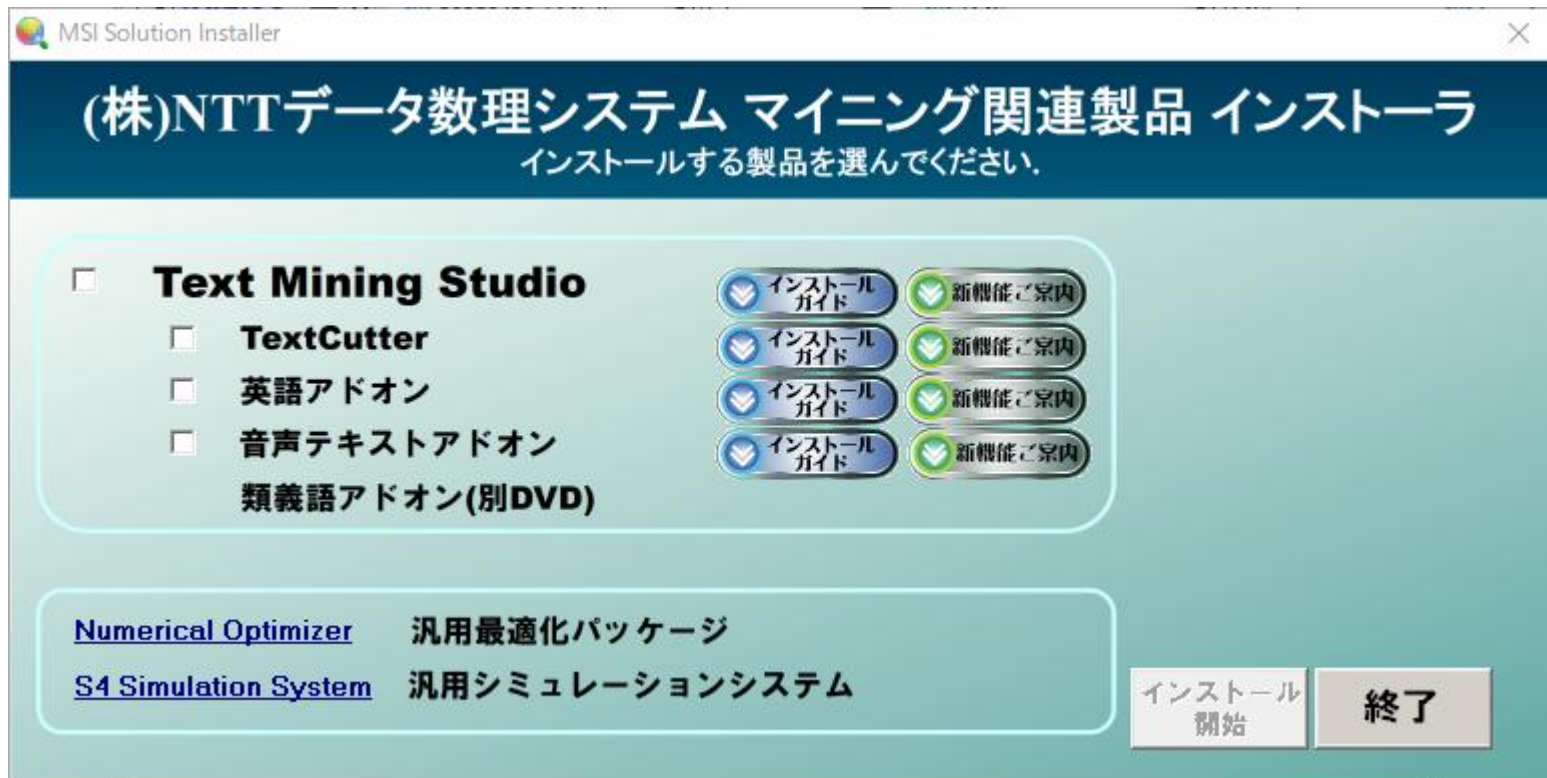 MSI Solution Installer
(株)NTTデータ数理システム マイニング関連製品 インストーラ
インストールする製品を選んでください.
Text Mining Studio
インストール
ガイド
新機能ご案内
TextCutter
インストール
ガイド
新機能ご案内
英語アドオン
インストール
ガイド
新機能ご案内
音声テキストアドオン
インストール
ガイド
新機能ご案内
類義語アドオン(別DVD)
Numerical Optimizer 汎用最適化パッケージ
S4 Simulation System 汎用シミュレーションシステム
インストール
開始
終了